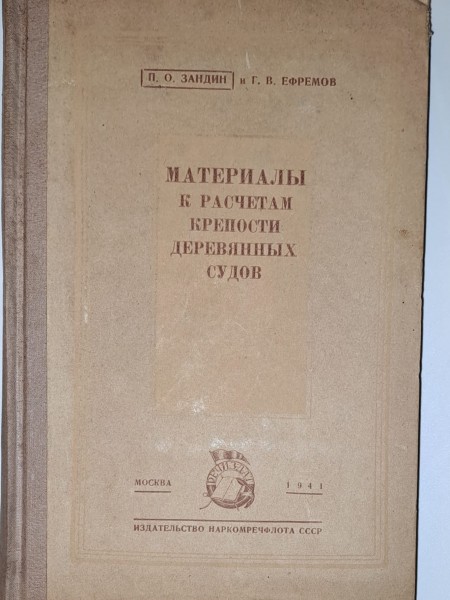 П. О. ЗАНДИН и Г. В. ЕФРЕМОВ
МАТЕРИАЛЫ
К РАСЧЕТАМ
КРЕПОСТИ
ДЕРЕВЯННЫХ
СУДОВ
МОСКВА
1941
ИЗДАТЕЛЬСТВО НАРКОМРЕЧФЛОТА СССР